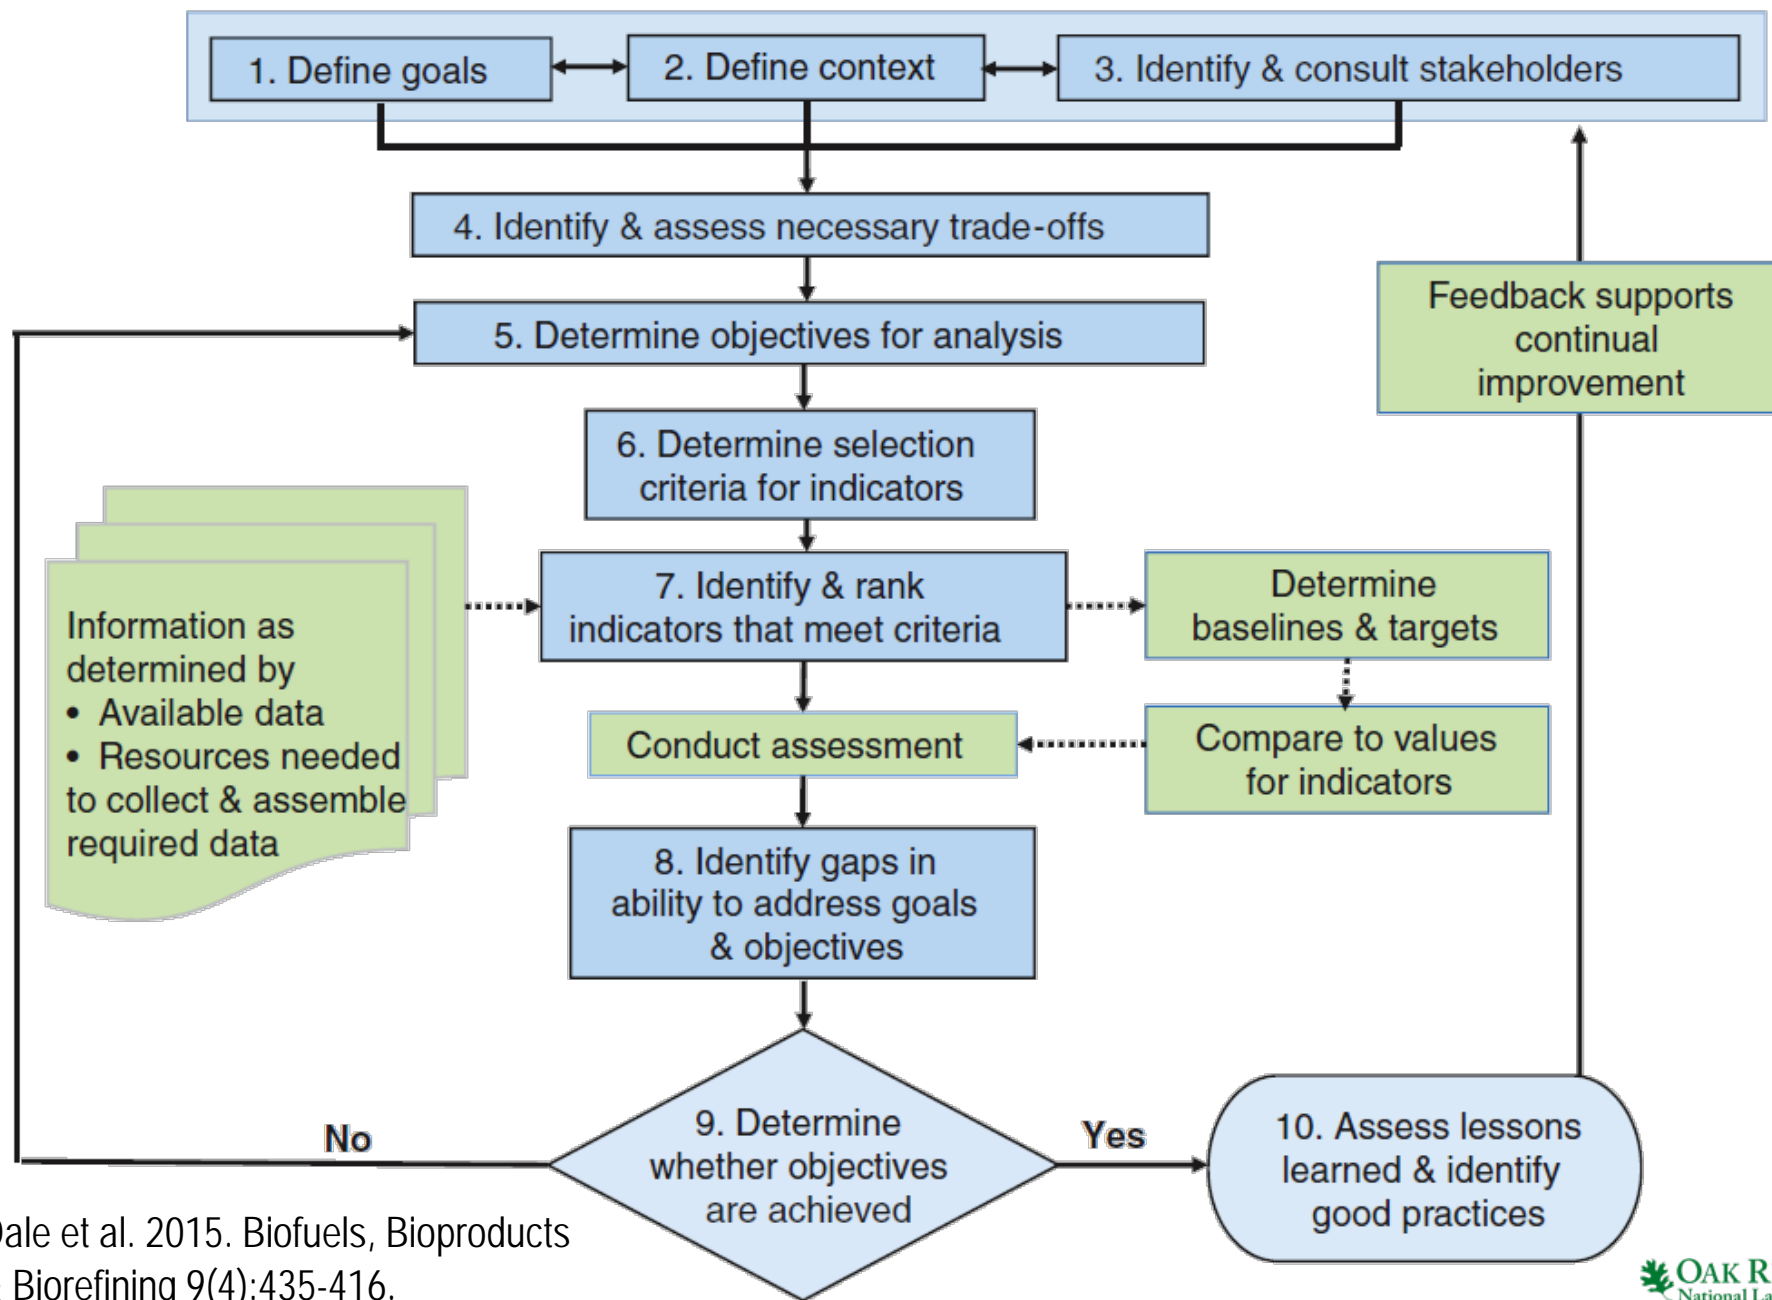 1. Define goals
2. Define context
3. Identify & consult stakeholders
4. Identify & assess necessary trade-offs
5. Determine objectives for analysis
Feedback supports
continual
improvement
6. Determine selection
criteria for indicators
7. Identify & rank
indicators that meet criteria
Determine
baselines & targets
Information as
determined by
• Available data
• Resources needed
to collect & assemble
required data
Conduct assessment
Compare to values
for indicators
8. Identify gaps in
ability to address goals
& objectives
9. Determine
whether objectives
are achieved
No
Yes
10. Assess lessons
learned & identify
good practices
Dale et al. 2015. Biofuels, Bioproducts
& Biorefining 9(4):435-416.
OAK R
National La